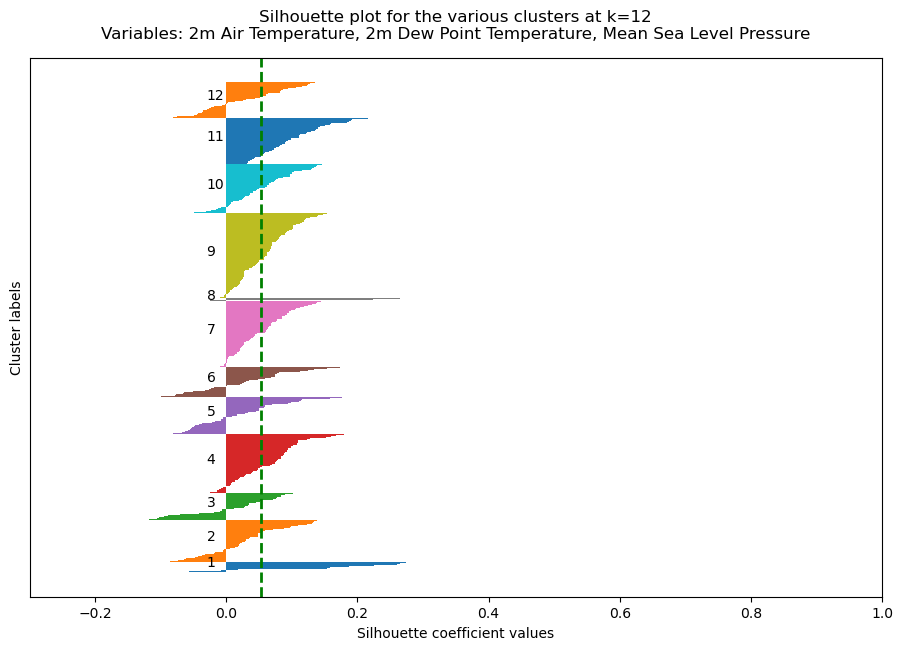 Silhouette plot for the various clusters at k=12
Variables: 2m Air Temperature, 2m Dew Point Temperature, Mean Sea Level Pressure
Cluster labels
12
11
10
9
8
7
6
5
4
3
2
1
−0.2 0.0 0.2 0.4 0.6 0.8 1.0
Silhouette coefficient values